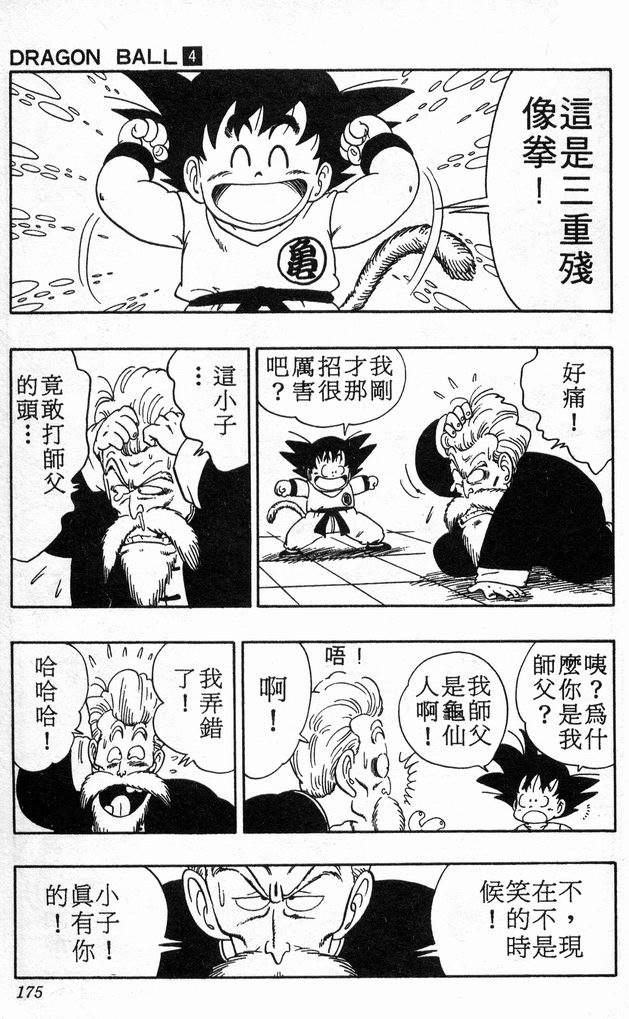 DRAGON BALL 4
這是三重殘
像拳！
亀
好痛！
我剛
才那
招很
厲害
吧？
這小子
…
竟敢打師父
的頭…
咦？為什
麼你是我
師父？
我師父
是龜仙
人啊！
唔！
啊！
我弄錯
了！
哈哈哈！
不，現
在不是
笑的時
候！
小子！
真有你
的！
175